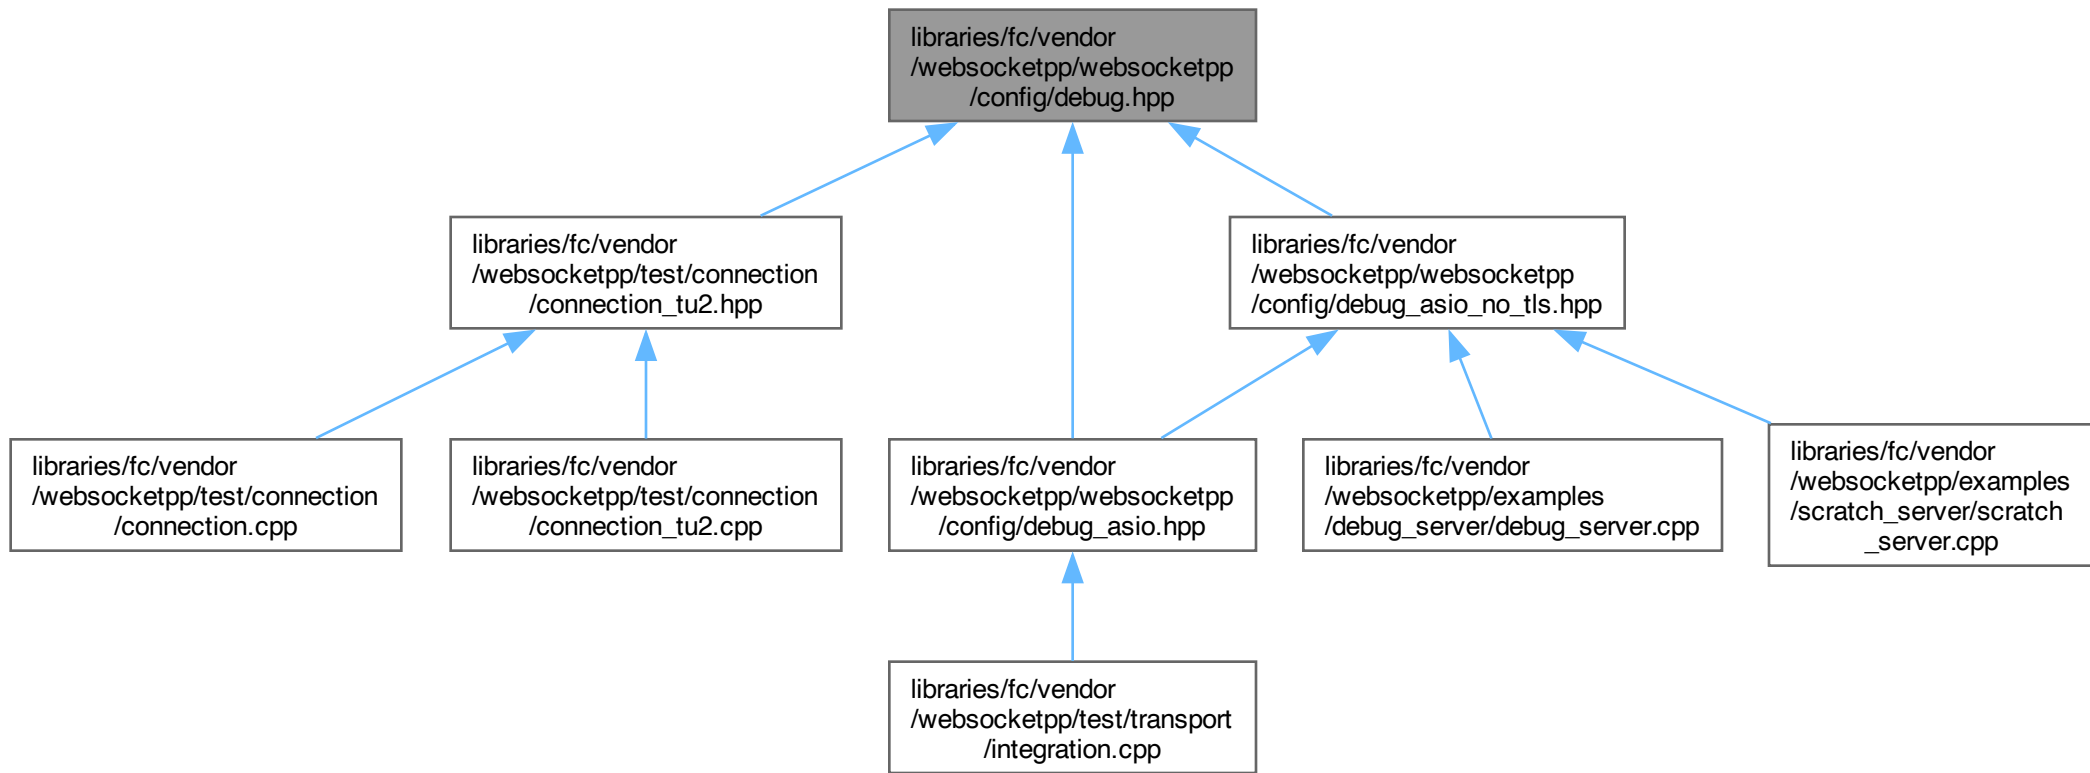 libraries/fc/vendor
/websocketpp/websocketpp
/config/debug.hpp
libraries/fc/vendor
/websocketpp/test/connection
/connection_tu2.hpp
libraries/fc/vendor
/websocketpp/websocketpp
/config/debug_asio_no_tls.hpp
libraries/fc/vendor
/websocketpp/test/connection
/connection.cpp
libraries/fc/vendor
/websocketpp/test/connection
/connection_tu2.cpp
libraries/fc/vendor
/websocketpp/websocketpp
/config/debug_asio.hpp
libraries/fc/vendor
/websocketpp/examples
/debug_server/debug_server.cpp
libraries/fc/vendor
/websocketpp/examples
/scratch_server/scratch
_server.cpp
libraries/fc/vendor
/websocketpp/test/transport
/integration.cpp